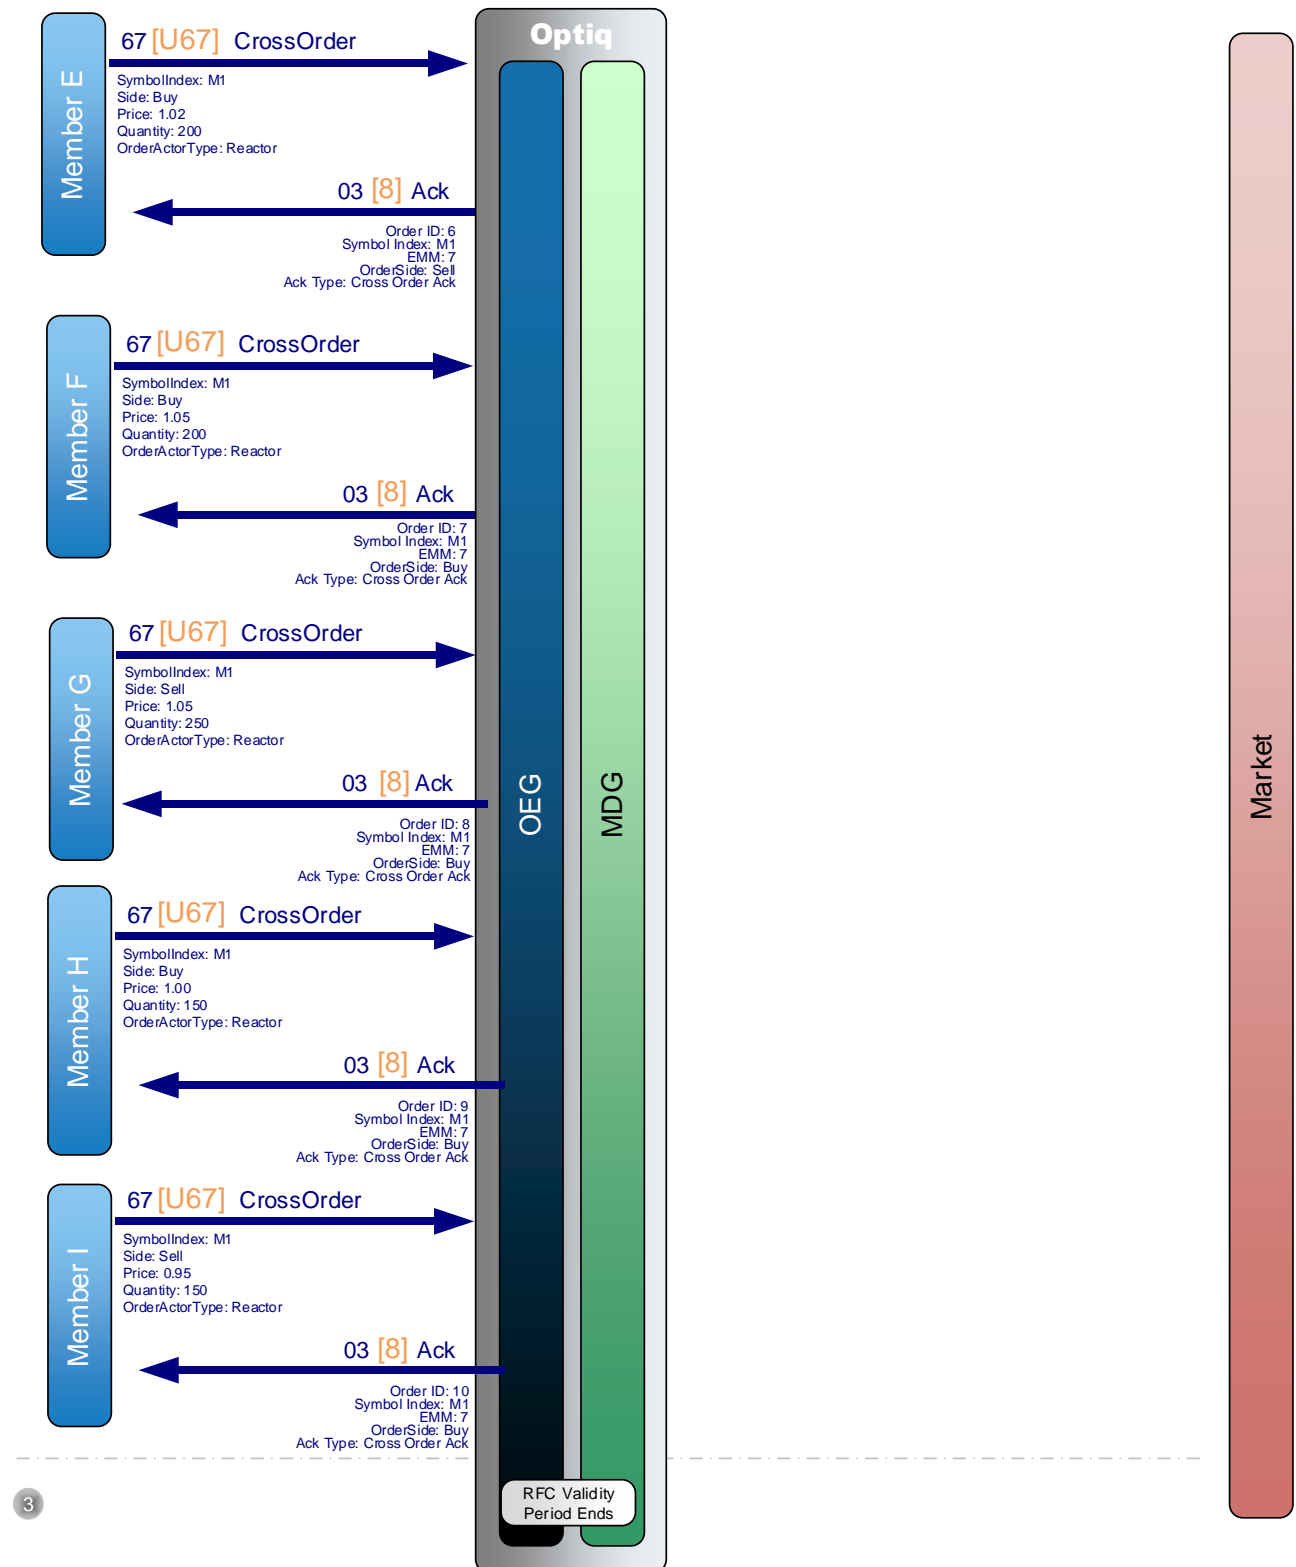 Optiq
Member E
67 [U67] CrossOrder
SymbolIndex: M1
Side: Buy
Price: 1.02
Quantity: 200
OrderActorType: Reactor
03 [8] Ack
Order ID: 6
Symbol Index: M1
EMM: 7
OrderSide: Sell
Ack Type: Cross Order Ack
Member F
67 [U67] CrossOrder
SymbolIndex: M1
Side: Buy
Price: 1.05
Quantity: 200
OrderActorType: Reactor
03 [8] Ack
Order ID: 7
Symbol Index: M1
EMM: 7
OrderSide: Buy
Ack Type: Cross Order Ack
Member G
67 [U67] CrossOrder
SymbolIndex: M1
Side: Sell
Price: 1.05
Quantity: 250
OrderActorType: Reactor
03 [8] Ack
Order ID: 8
Symbol Index: M1
EMM: 7
OrderSide: Buy
Ack Type: Cross Order Ack
OEG
MDG
Market
Member H
67 [U67] CrossOrder
SymbolIndex: M1
Side: Buy
Price: 1.00
Quantity: 150
OrderActorType: Reactor
03 [8] Ack
Order ID: 9
Symbol Index: M1
EMM: 7
OrderSide: Buy
Ack Type: Cross Order Ack
Member I
67 [U67] CrossOrder
SymbolIndex: M1
Side: Sell
Price: 0.95
Quantity: 150
OrderActorType: Reactor
03 [8] Ack
Order ID: 10
Symbol Index: M1
EMM: 7
OrderSide: Buy
Ack Type: Cross Order Ack
3
RFC Validity
Period Ends